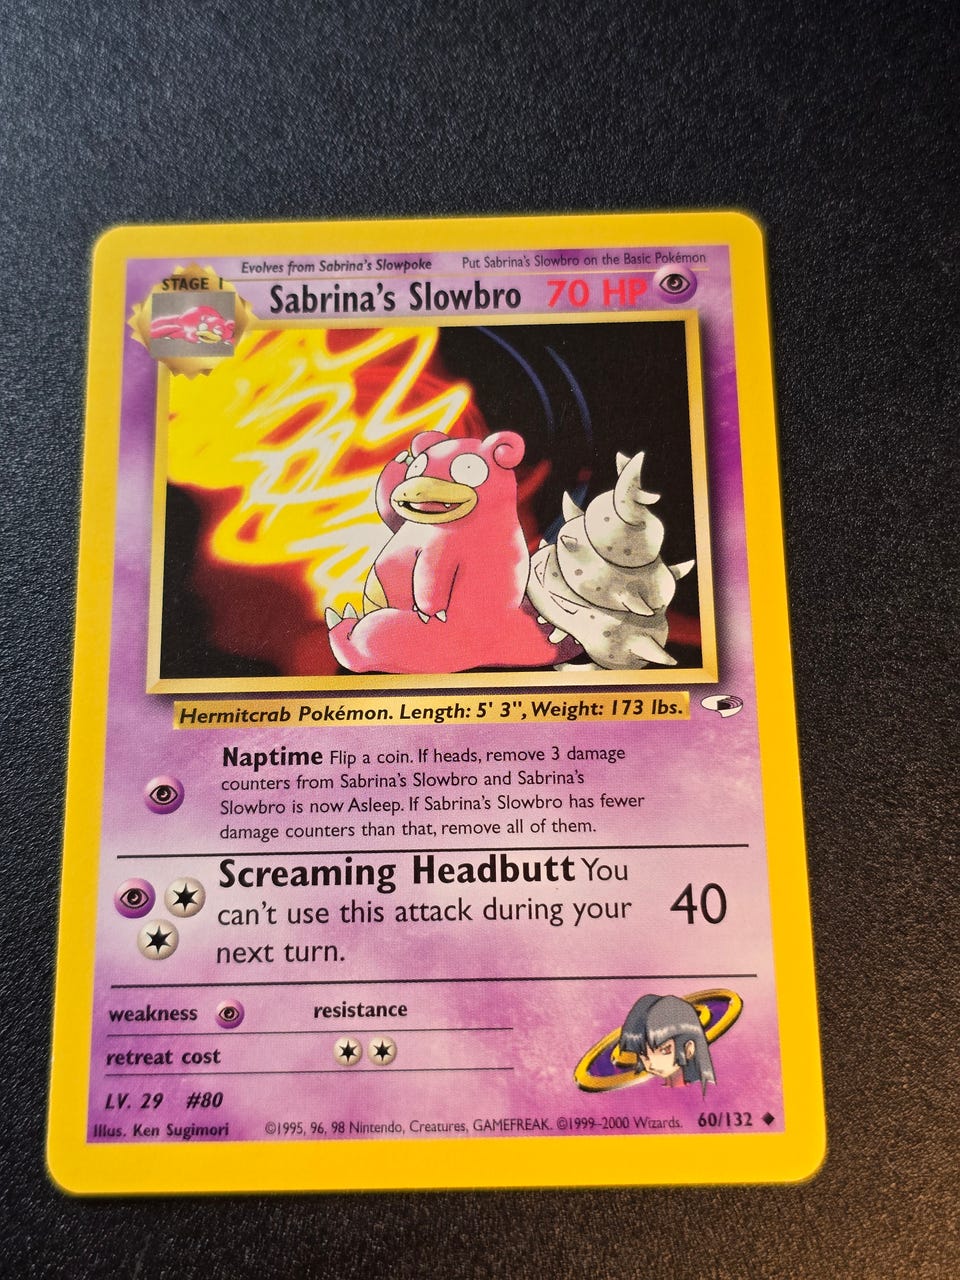 Evolves from Sabrina's Slowpoke Put Sabrina's Slowbro on the Basic Pokémon
STAGE 1
Sabrina's Slowbro 70 HP
Hermitcrab Pokémon. Length: 5' 3", Weight: 173 lbs.
Naptime Flip a coin. If heads, remove 3 damage
counters from Sabrina's Slowbro and Sabrina's
Slowbro is now Asleep. If Sabrina's Slowbro has fewer
damage counters than that, remove all of them.
Screaming Headbutt You
can't use this attack during your
next turn.
40
weakness resistance
retreat cost
LV. 29 #80
Illus. Ken Sugimori ©1995, 96, 98 Nintendo, Creatures, GAMEFREAK. ©1999–2000 Wizards. 60/132